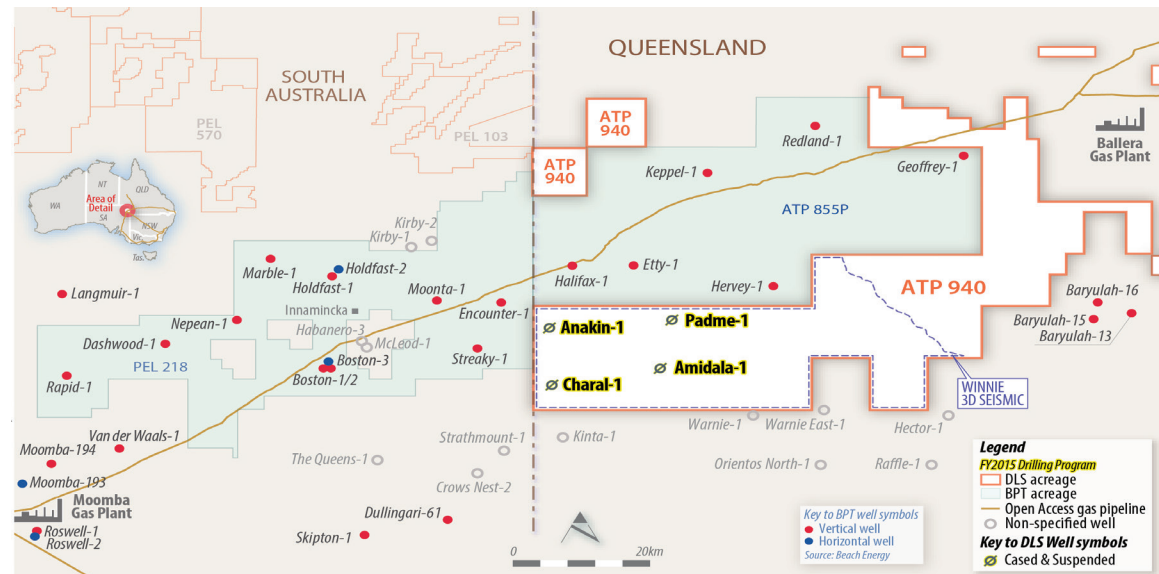 QUEENSLAND
SOUTH
AUSTRALIA
PEL
570
PEL 103
ATP
940
ATP
940
Redland-1
Ballera
Gas Plant
Geoffrey-1
Keppel-1
ATP 855P
NT
QLD
WA
Area of
Detail
SA
NSW
Vic.
Tas.
Kirby-2
Kirby-1
Marble-1
Holdfast-2
Holdfast-1
Halifax-1
Etty-1
Hervey-1
ATP 940
Langmuir-1
Moonta-1
Innamincka
Encounter-1
Baryulah-16
Baryulah-15
Baryulah-13
Nepean-1
Habanero-3
McLeod-1
Anakin-1
Padme-1
Dashwood-1
Streaky-1
PEL 218
Boston-3
Boston-1/2
Rapid-1
Charal-1
Amidala-1
WINNIE
3D SEISMIC
Warnie-1
Warnie East-1
Hector-1
Van der Waals-1
Strathmount-1
Kinta-1
Moomba-194
The Queens-1
Orientos North-1
Raffle-1
Moomba-193
Crows Nest-2
Moomba
Gas Plant
Roswell-1
Roswell-2
Dullingari-61
Skipton-1
0
20km
Key to BPT well symbols
Vertical well
Horizontal well
Source: Beach Energy
Legend
FY2015 Drilling Program
DLS acreage
BPT acreage
Open Access gas pipeline
Non-specified well
Key to DLS Well symbols
Cased & Suspended